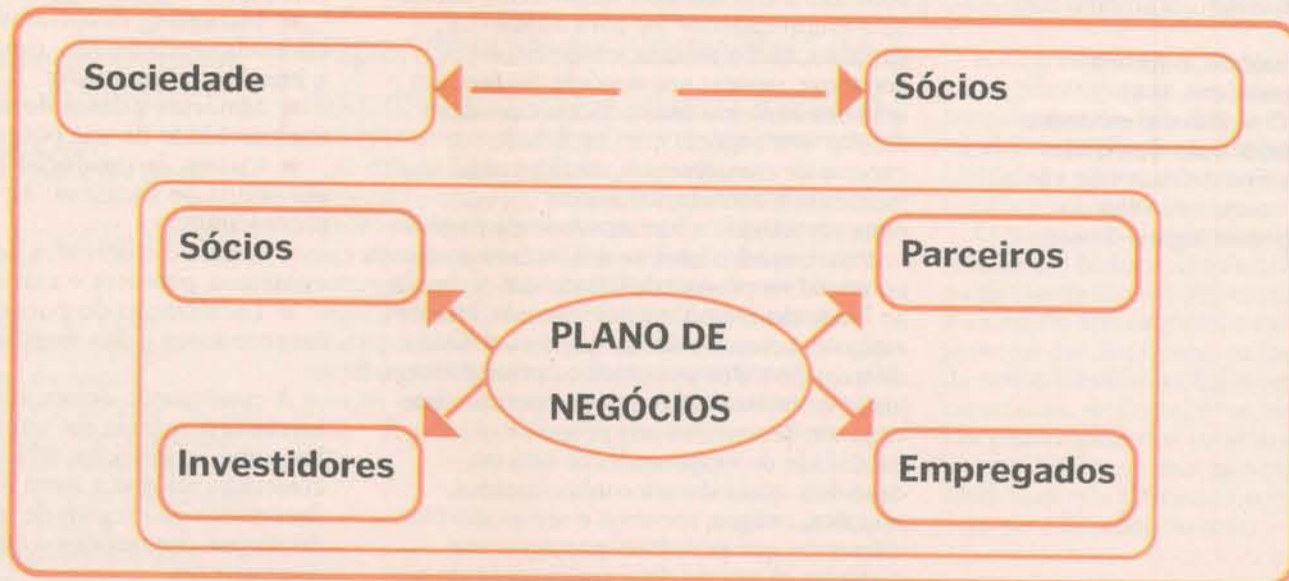 Sociedade
Sócios
Sócios
Parceiros
PLANO DE
NEGÓCIOS
Investidores
Empregados